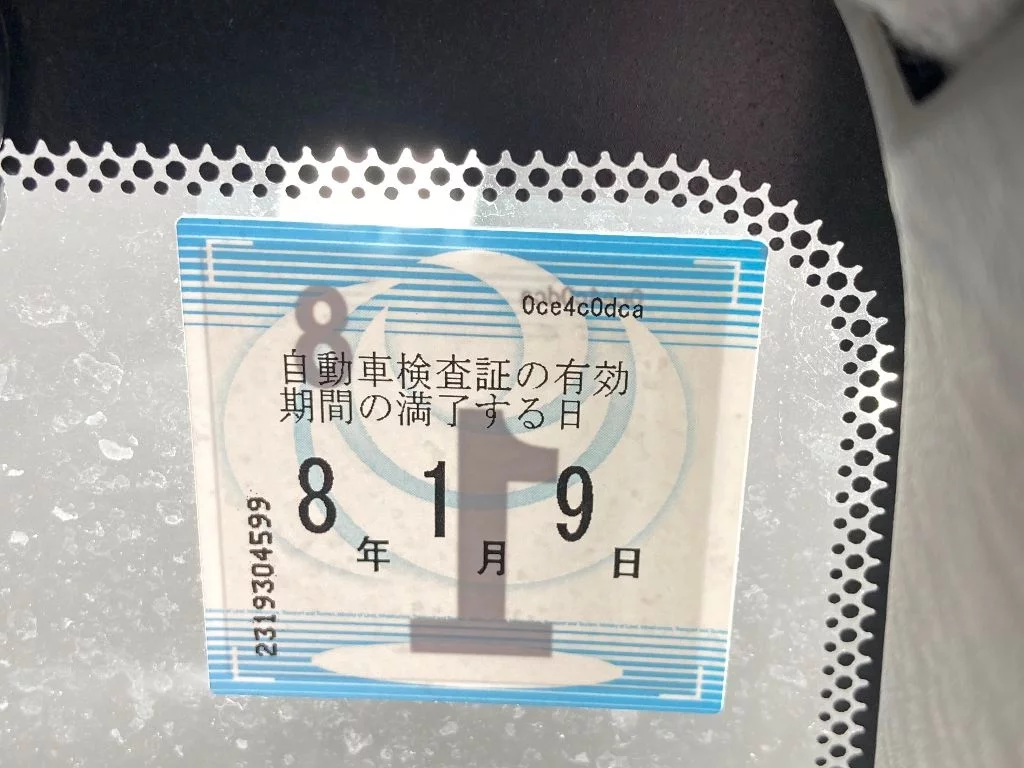 0ce4c0dca
自動車検査証の有効
期間の満了する日
8年 1月 9日
2319304599
8
1